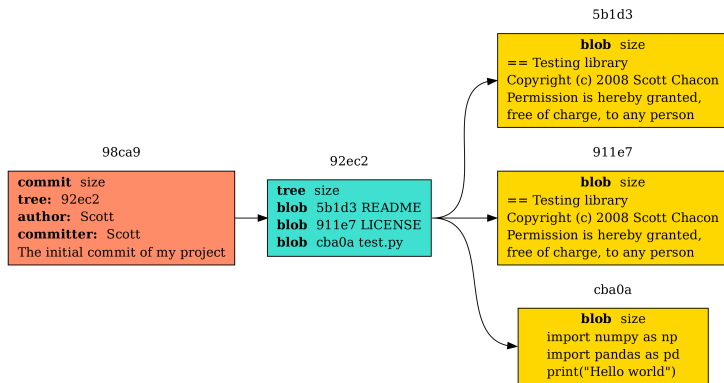 98ca9
commit size
tree: 92ec2
author: Scott
committer: Scott
The initial commit of my project
92ec2
tree size
blob 5b1d3 README
blob 911e7 LICENSE
blob cba0a test.py
5b1d3
blob size
== Testing library
Copyright (c) 2008 Scott Chacon
Permission is hereby granted,
free of charge, to any person
911e7
blob size
== Testing library
Copyright (c) 2008 Scott Chacon
Permission is hereby granted,
free of charge, to any person
cba0a
blob size
import numpy as np
import pandas as pd
print("Hello world")